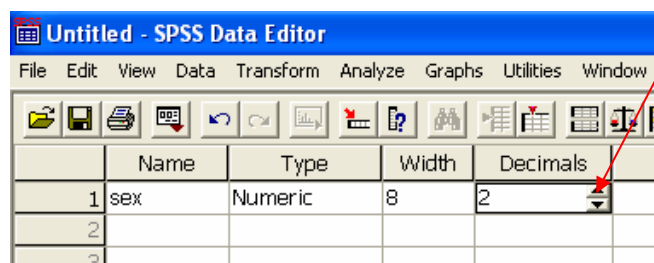 Untitled - SPSS Data Editor
File Edit View Data Transform Analyze Graphs Utilities Window
Name Type Width Decimals
1 sex Numeric 8 2
2
3